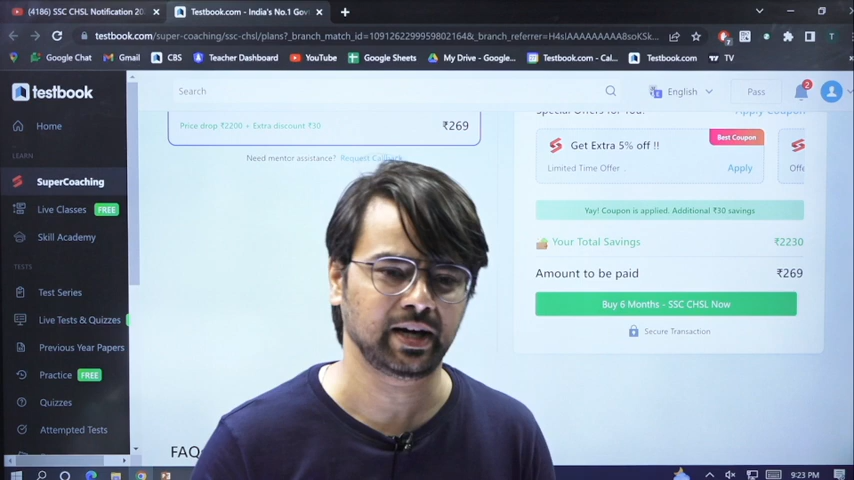 (4186) SSC CHSL Notification 20
Testbook.com - India's No.1 Gov
testbook.com/super-coaching/ssc-chsl/plans?_branch_match_id=1091262299959802164&_branch_referrer=H4sIAAAAAAAAA8soKSk...
Google Chat
Gmail
CBS
Teacher Dashboard
YouTube
Google Sheets
My Drive - Google...
Testbook.com - Cal...
Testbook.com
TV
testbook
Search
English
Pass
2
Home
LEARN
SuperCoaching
Live Classes FREE
Skill Academy
TESTS
Test Series
Live Tests & Quizzes
Previous Year Papers
Practice FREE
Quizzes
Attempted Tests
Price drop ₹2200 + Extra discount ₹30
₹269
Need mentor assistance? Request Callback
Special Offers for You!
Apply Coupon
Best Coupon
Get Extra 5% off !!
Limited Time Offer .
Apply
Offe
Yay! Coupon is applied. Additional ₹30 savings
Your Total Savings ₹2230
Amount to be paid ₹269
Buy 6 Months - SSC CHSL Now
Secure Transaction
FAQ
9:23 PM